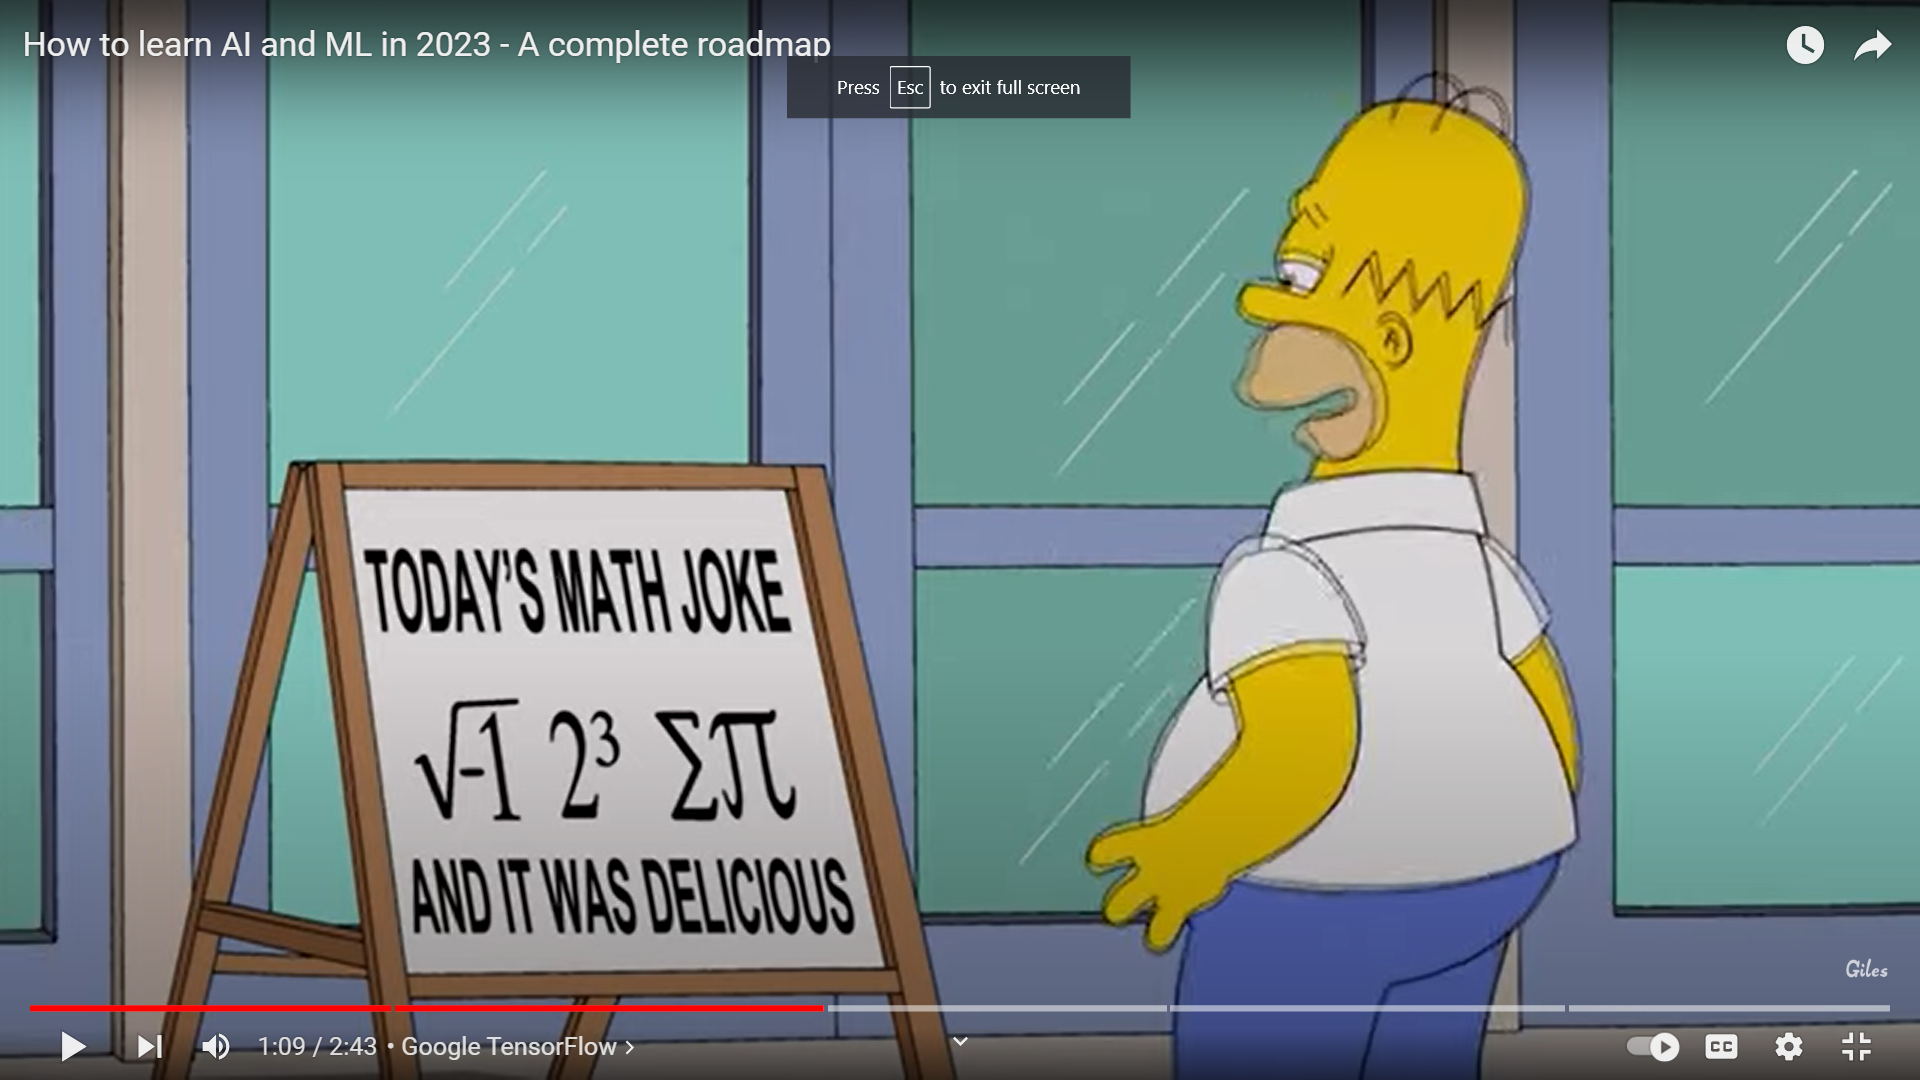 How to learn AI and ML in 2023 - A complete roadmap
Press Esc to exit full screen
TODAY'S MATH JOKE
√-1 2³ Σπ
AND IT WAS DELICIOUS
Giles
1:09 / 2:43 • Google TensorFlow >
CC